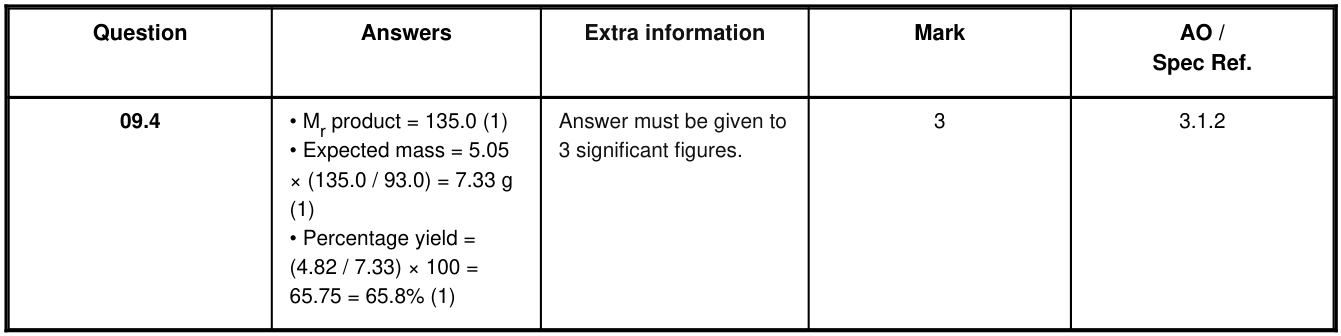 Question Answers Extra information Mark AO /
Spec Ref.
09.4
• Mr product = 135.0 (1)
• Expected mass = 5.05
× (135.0 / 93.0) = 7.33 g
(1)
• Percentage yield =
(4.82 / 7.33) × 100 =
65.75 = 65.8% (1)
Answer must be given to
3 significant figures.
3
3.1.2